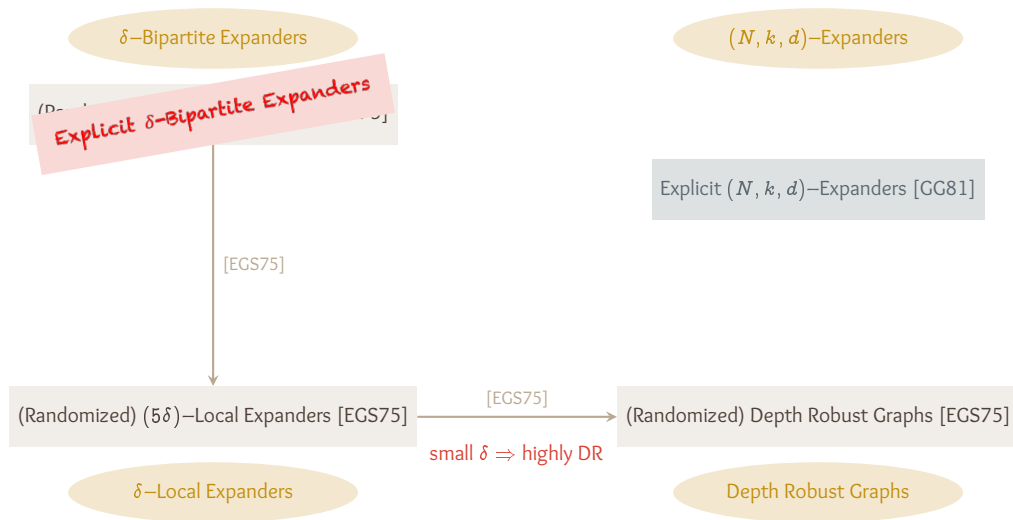 δ–Bipartite Expanders
(N, k, d)–Expanders
Explicit δ–Bipartite Expanders
Explicit (N, k, d)–Expanders [GG81]
[EGS75]
(Randomized) (5δ)–Local Expanders [EGS75]
[EGS75]
(Randomized) Depth Robust Graphs [EGS75]
small δ ⇒ highly DR
δ–Local Expanders
Depth Robust Graphs